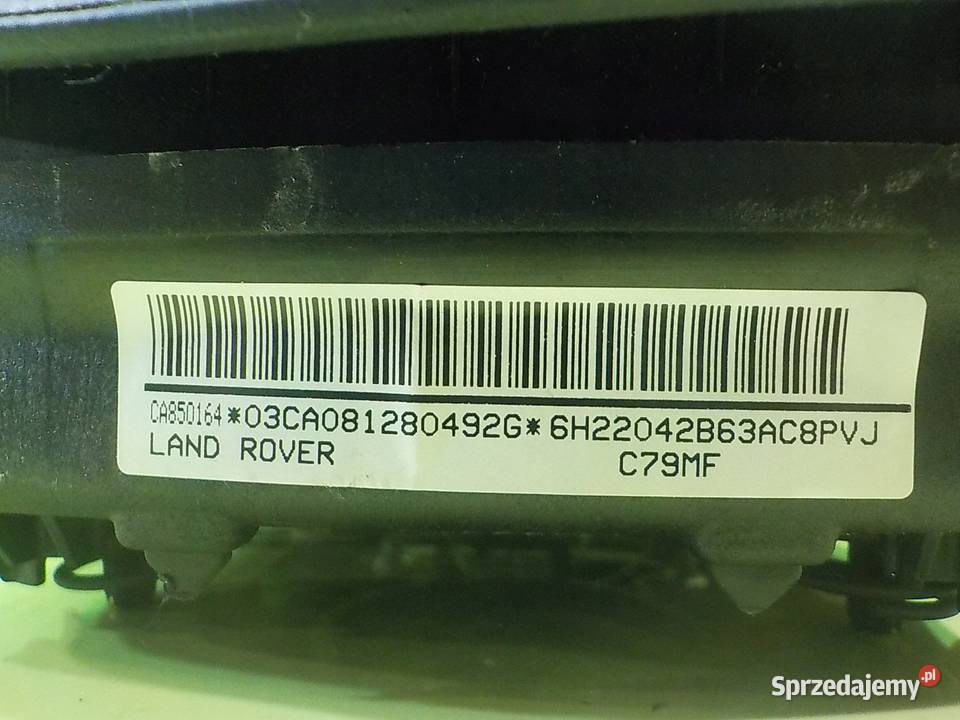 CA850164*03CA081280492G*6H22042B63AC8PVJ
LAND ROVER C79MF
Sprzedajemy.pl